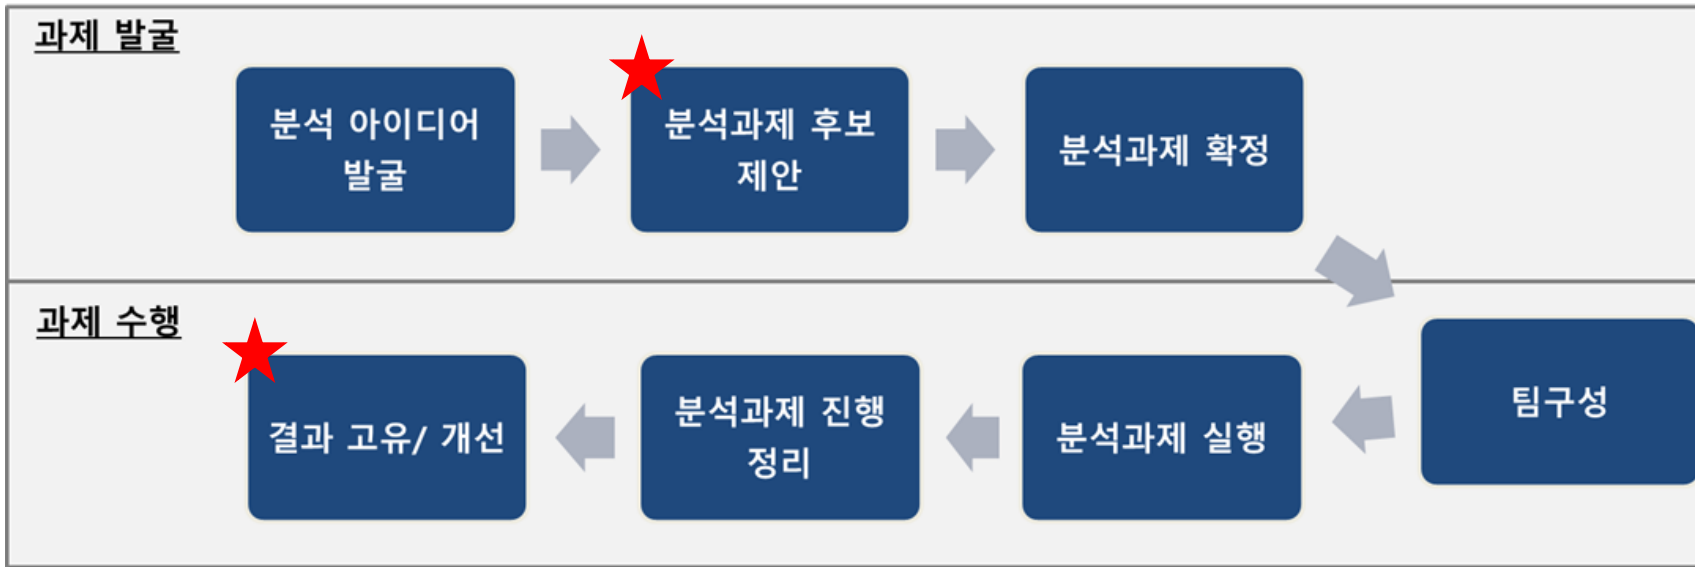 과제 발굴
분석 아이디어
발굴
분석과제 후보
제안
분석과제 확정
과제 수행
팀구성
분석과제 실행
분석과제 진행
정리
결과 고유/ 개선